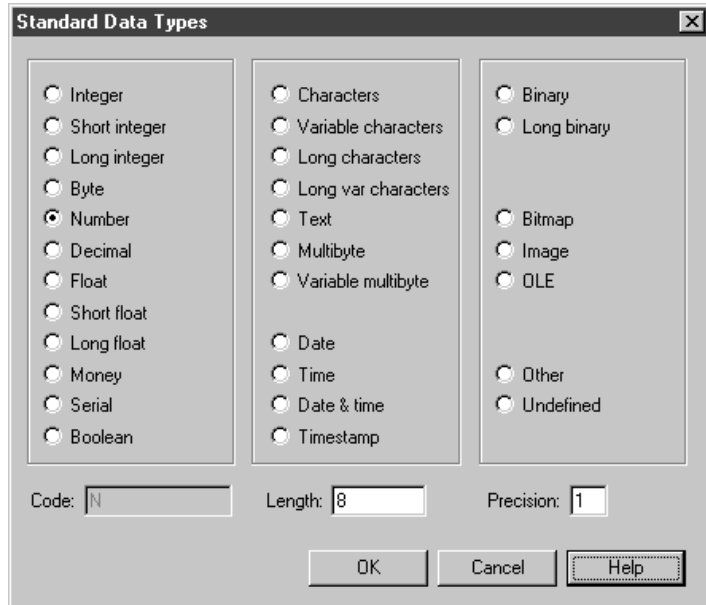 Standard Data Types
Integer
Short integer
Long integer
Byte
Number
Decimal
Float
Short float
Long float
Money
Serial
Boolean
Characters
Variable characters
Long characters
Long var characters
Text
Multibyte
Variable multibyte
Date
Time
Date & time
Timestamp
Binary
Long binary
Bitmap
Image
OLE
Other
Undefined
Code: N
Length: 8
Precision: 1
OK
Cancel
Help